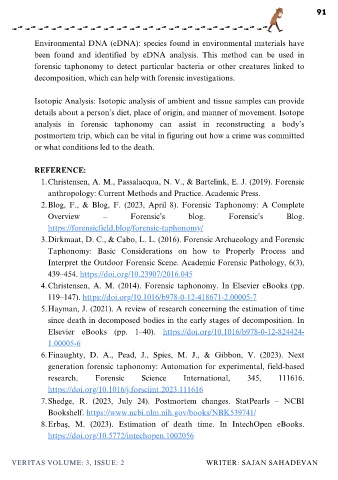 91
Environmental DNA (eDNA): species found in environmental materials have
been found and identified by eDNA analysis. This method can be used in
forensic taphonomy to detect particular bacteria or other creatures linked to
decomposition, which can help with forensic investigations.
Isotopic Analysis: Isotopic analysis of ambient and tissue samples can provide
details about a person's diet, place of origin, and manner of movement. Isotope
analysis in forensic taphonomy can assist in reconstructing a body's
postmortem trip, which can be vital in figuring out how a crime was committed
or what conditions led to the death.
REFERENCE:
1. Christensen, A. M., Passalacqua, N. V., & Bartelink, E. J. (2019). Forensic
anthropology: Current Methods and Practice. Academic Press.
2. Blog, F., & Blog, F. (2023, April 8). Forensic Taphonomy: A Complete
Overview – Forensic's blog. Forensic's Blog.
https://forensicfield.blog/forensic-taphonomy/
3. Dirkmaat, D. C., & Cabo, L. L. (2016). Forensic Archaeology and Forensic
Taphonomy: Basic Considerations on how to Properly Process and
Interpret the Outdoor Forensic Scene. Academic Forensic Pathology, 6(3),
439–454. https://doi.org/10.23907/2016.045
4. Christensen, A. M. (2014). Forensic taphonomy. In Elsevier eBooks (pp.
119–147). https://doi.org/10.1016/b978-0-12-418671-2.00005-7
5. Hayman, J. (2021). A review of research concerning the estimation of time
since death in decomposed bodies in the early stages of decomposition. In
Elsevier eBooks (pp. 1–40). https://doi.org/10.1016/b978-0-12-824424-
1.00005-6
6. Finaughty, D. A., Pead, J., Spies, M. J., & Gibbon, V. (2023). Next
generation forensic taphonomy: Automation for experimental, field-based
research. Forensic Science International, 345, 111616.
https://doi.org/10.1016/j.forsciint.2023.111616
7. Shedge, R. (2023, July 24). Postmortem changes. StatPearls – NCBI
Bookshelf. https://www.ncbi.nlm.nih.gov/books/NBK539741/
8. Erbaş, M. (2023). Estimation of death time. In IntechOpen eBooks.
https://doi.org/10.5772/intechopen.1002056
VERITAS VOLUME: 3, ISSUE: 2
WRITER: SAJAN SAHADEVAN